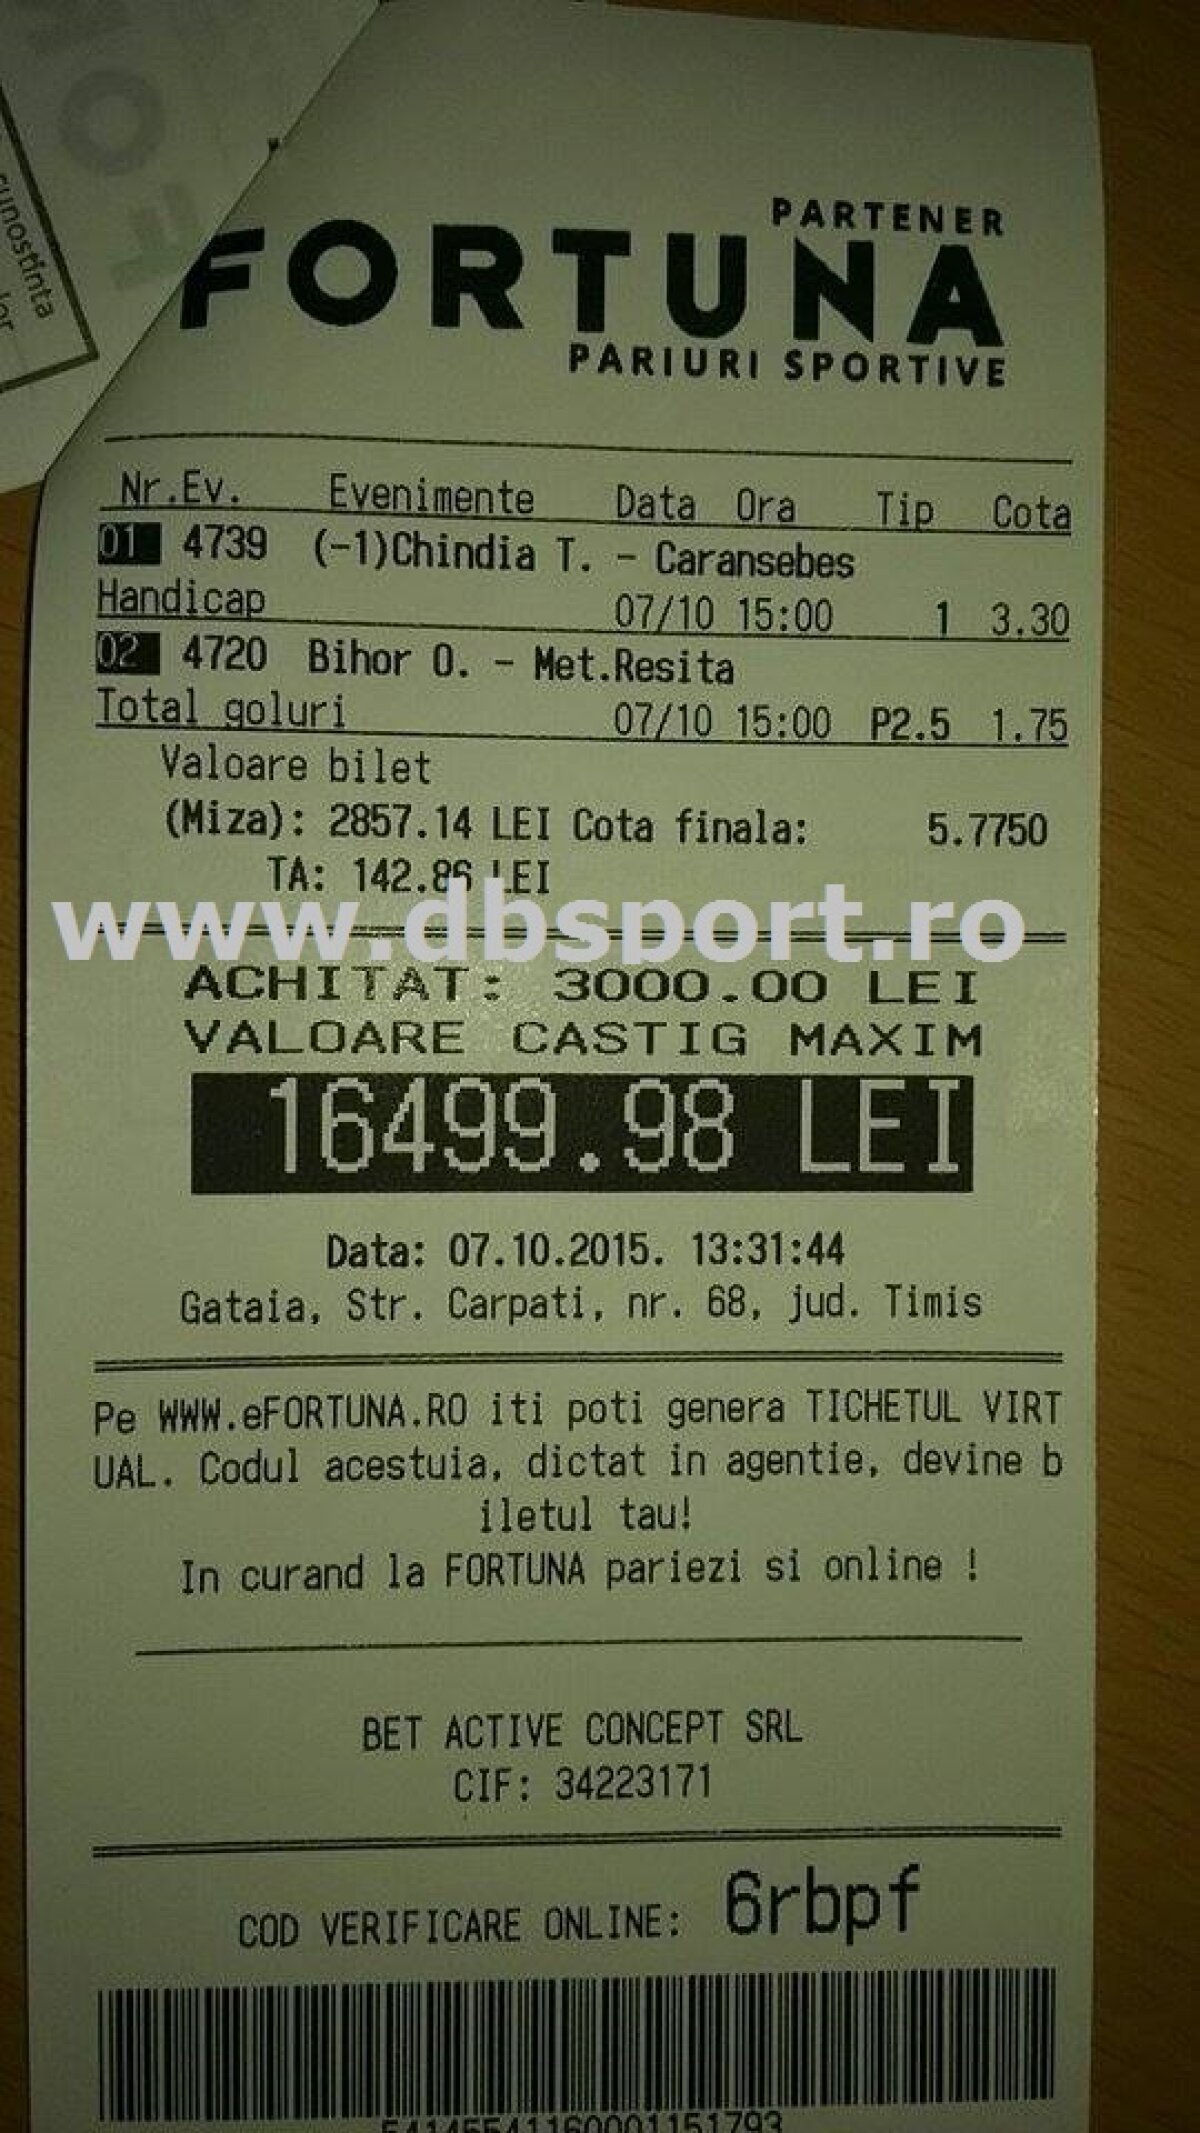 cunostinta
lor
PARTENER
FORTUNA
PARIURI SPORTIVE
Nr.Ev. Evenimente Data Ora Tip Cota
01 4739 (-1)Chindia T. - Caransebes
Handicap 07/10 15:00 1 3.30
02 4720 Bihor O. - Met.Resita
Total goluri 07/10 15:00 P2.5 1.75
Valoare bilet
(Miza): 2857.14 LEI Cota finala: 5.7750
TA: 142.86 LEI
www.dbsport.ro
ACHITAT: 3000.00 LEI
VALOARE CASTIG MAXIM
16499.98 LEI
Data: 07.10.2015. 13:31:44
Gataia, Str. Carpati, nr. 68, jud. Timis
Pe WWW.eFORTUNA.RO iti poti genera TICHETUL VIRT
UAL. Codul acestuia, dictat in agentie, devine b
iletul tau!
In curand la FORTUNA pariezi si online !
BET ACTIVE CONCEPT SRL
CIF: 34223171
COD VERIFICARE ONLINE: 6rbpf